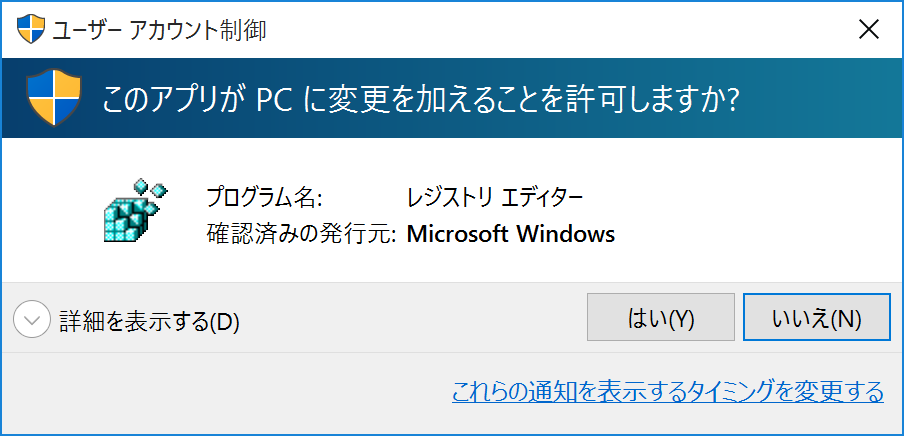 ユーザー アカウント制御
このアプリが PC に変更を加えることを許可しますか?
プログラム名: レジストリ エディター
確認済みの発行元: Microsoft Windows
詳細を表示する(D) はい(Y) いいえ(N)
これらの通知を表示するタイミングを変更する